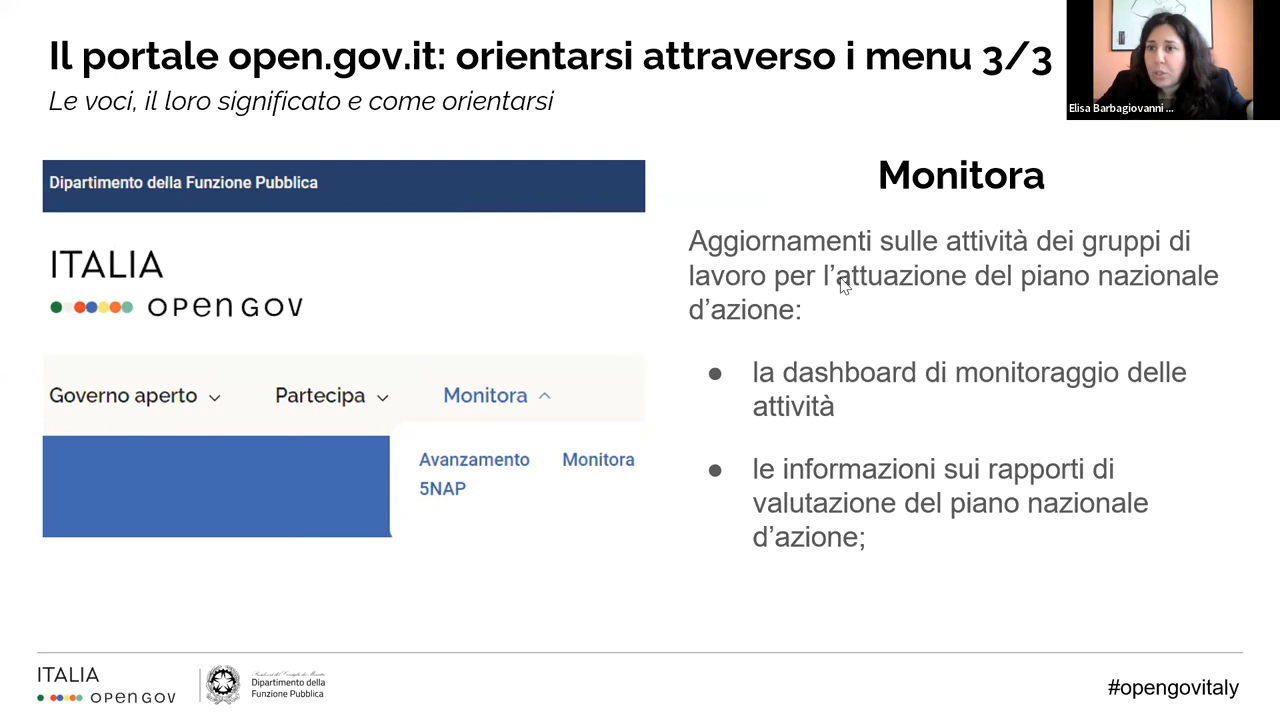 Il portale open.gov.it: orientarsi attraverso i menu 3/3
Le voci, il loro significato e come orientarsi
Elisa Barbagiovanni ...
Dipartimento della Funzione Pubblica
ITALIA
OPEN GOV
Governo aperto
Partecipa
Monitora
Avanzamento
5NAP
Monitora
Monitora
Aggiornamenti sulle attività dei gruppi di
lavoro per l’attuazione del piano nazionale
d’azione:
● la dashboard di monitoraggio delle
attività
● le informazioni sui rapporti di
valutazione del piano nazionale
d’azione;
ITALIA
OPEN GOV
Dipartimento della
Funzione Pubblica
#opengovitaly